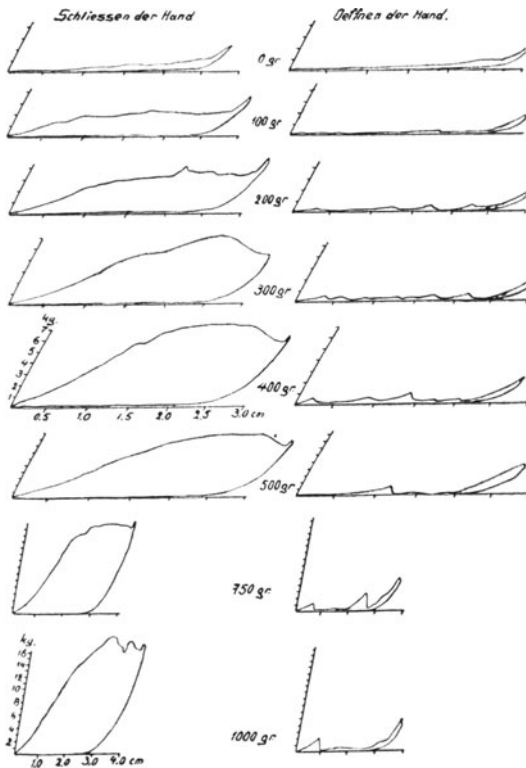 Schliessen der Hand
Oeffnen der Hand.
0 gr
100 gr
200 gr
300 gr
kg.
7
6
5
4
3
2
1
400 gr
0.5 1.0 1.5 2.0 2.5 3.0 cm
500 gr
750 gr
kg.
16
14
12
10
8
6
4
2
1000 gr
1.0 2.0 3.0 4.0 cm